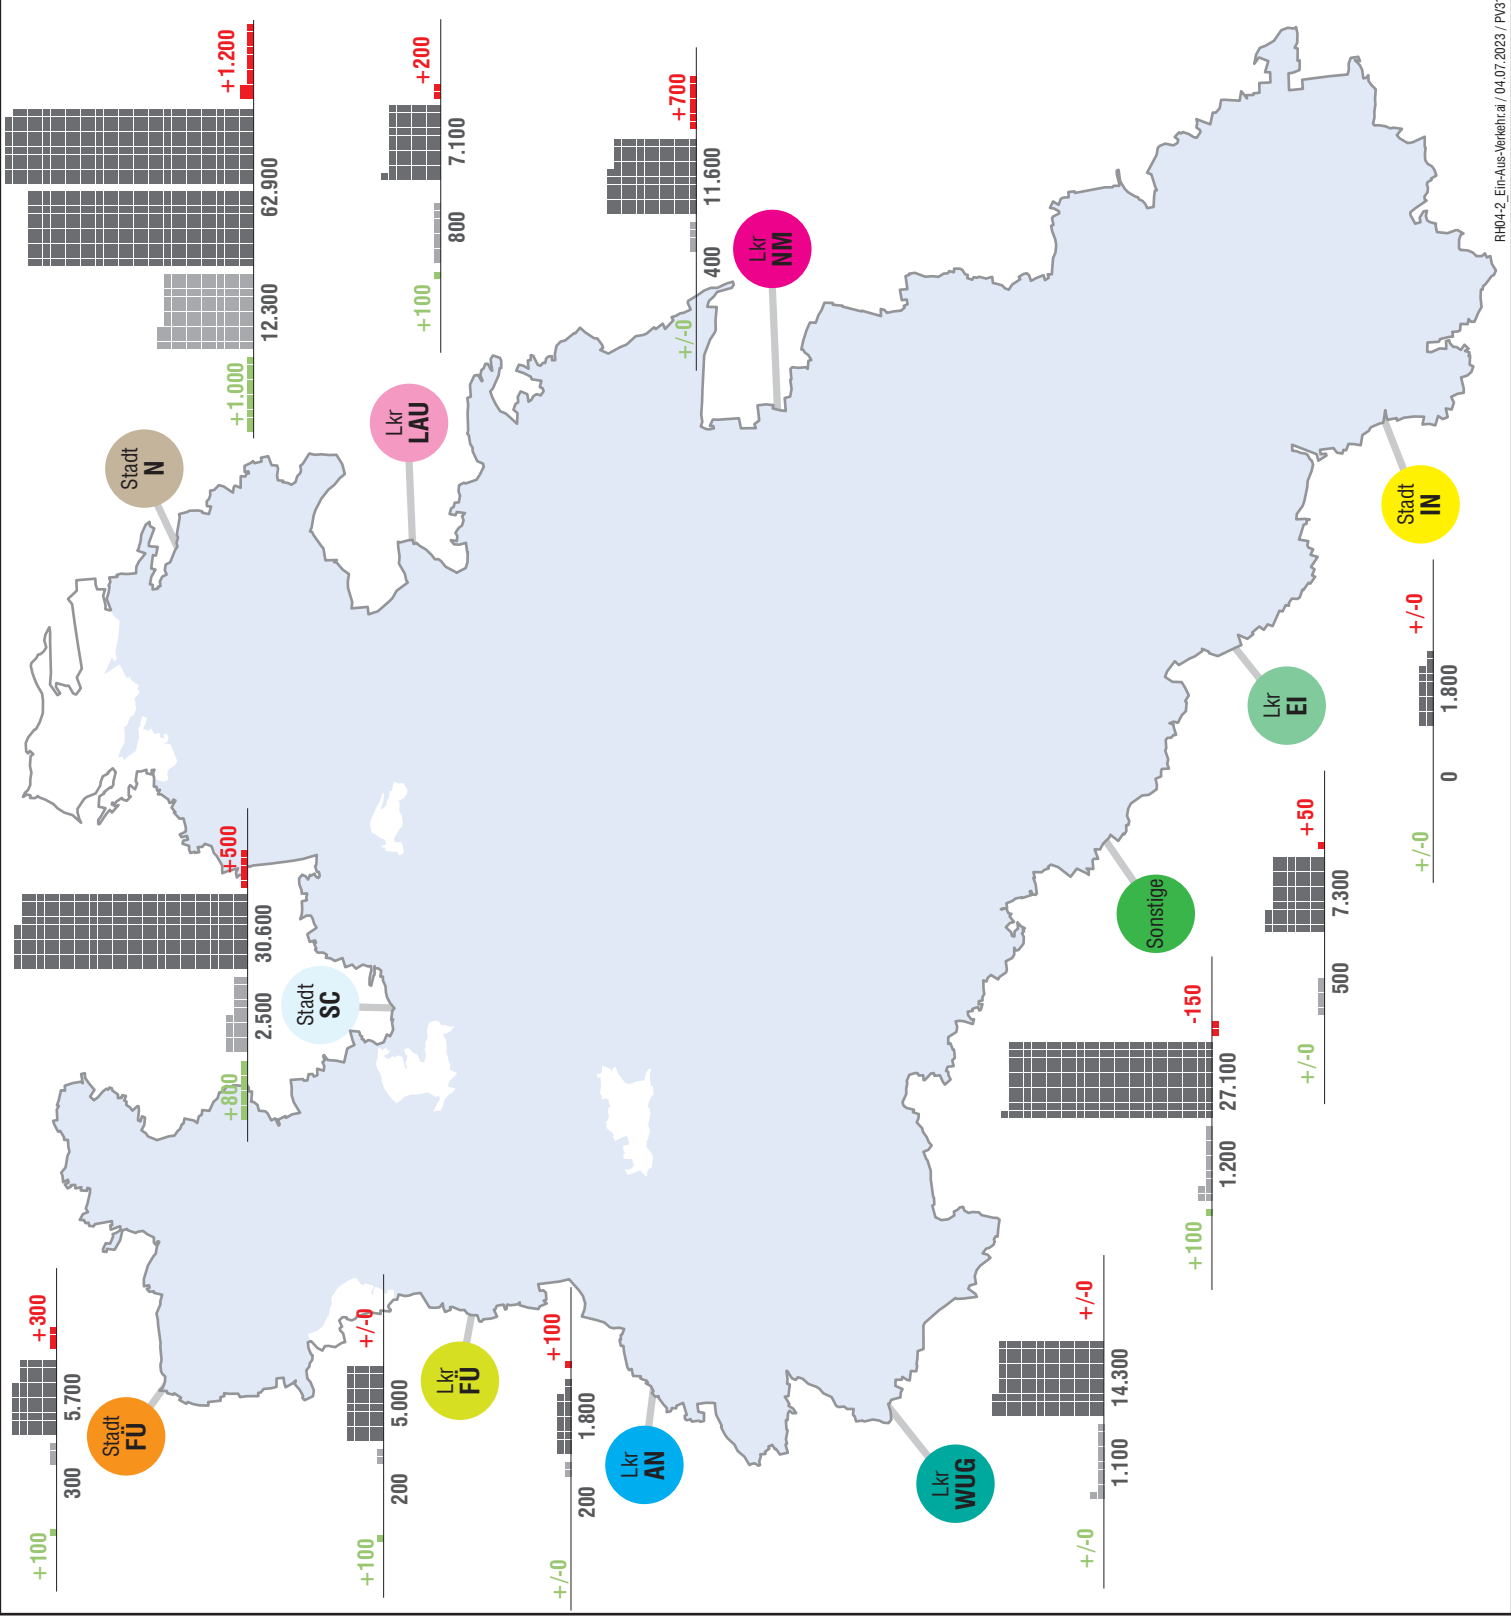 +1.000
12.300
62.900
+1.200
Stadt
N
+100
800
7.100
+200
Lkr
LAU
+/-0
400
11.600
+700
Lkr
NM
+800
2.500
30.600
+500
Stadt
SC
+100
300
5.700
+300
Stadt
FÜ
+100
200
5.000
+/-0
Lkr
FÜ
+/-0
200
1.800
+100
Lkr
AN
+/-0
1.100
14.300
+/-0
Lkr
WUG
+100
1.200
27.100
-150
Sonstige
+/-0
500
7.300
+50
Lkr
EI
+/-0
0
1.800
+/-0
Stadt
IN
RH04-2_Ein-Aus-Verkehr.ai / 04.07.2023 /